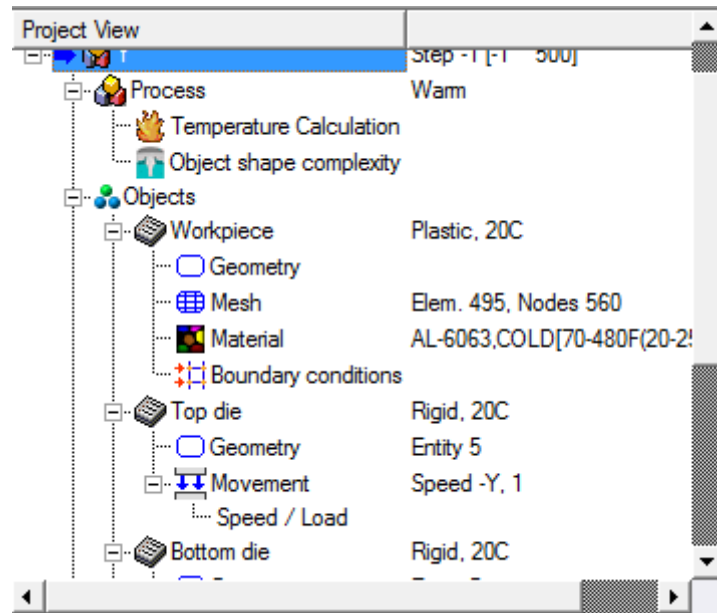 Project View
Step -1 [-1 500]
Process Warm
Temperature Calculation
Object shape complexity
Objects
Workpiece Plastic, 20C
Geometry
Mesh Elem. 495, Nodes 560
Material AL-6063,COLD[70-480F(20-2
Boundary conditions
Top die Rigid, 20C
Geometry Entity 5
Movement Speed -Y, 1
Speed / Load
Bottom die Rigid, 20C